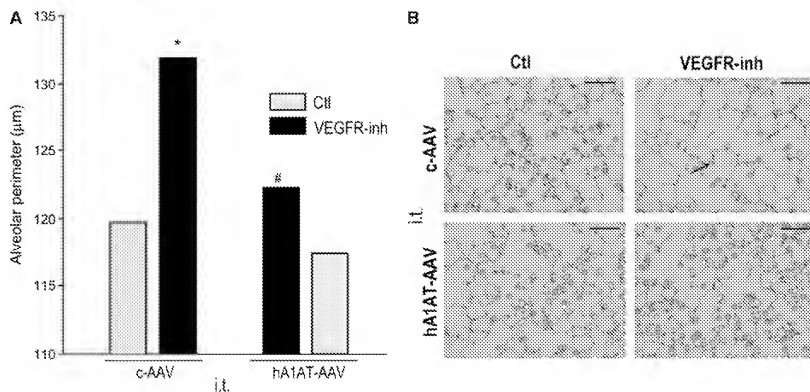 A
135
130
125
120
115
110
Alveolar perimeter (μm)
*
#
Ctl
VEGFR-inh
c-AAV
hA1AT-AAV
i.t.
B
Ctl
VEGFR-inh
c-AAV
hA1AT-AAV
i.t.